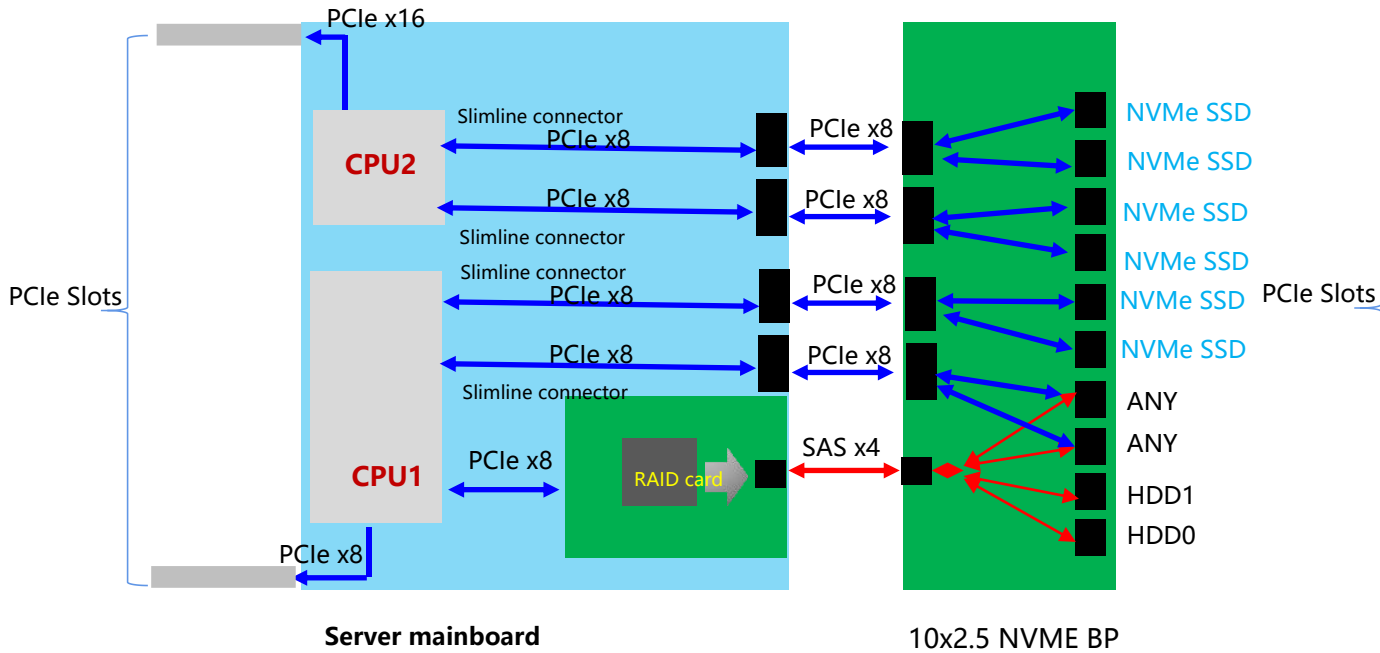 PCIe x16
Slimline connector
PCIe x8
PCIe x8
NVMe SSD
CPU2
NVMe SSD
PCIe x8
PCIe x8
NVMe SSD
Slimline connector
NVMe SSD
Slimline connector
PCIe Slots
PCIe x8
PCIe x8
NVMe SSD
PCIe Slots
PCIe x8
PCIe x8
NVMe SSD
Slimline connector
ANY
ANY
SAS x4
PCIe x8
CPU1
RAID card
HDD1
HDD0
PCIe x8
Server mainboard
10x2.5 NVME BP